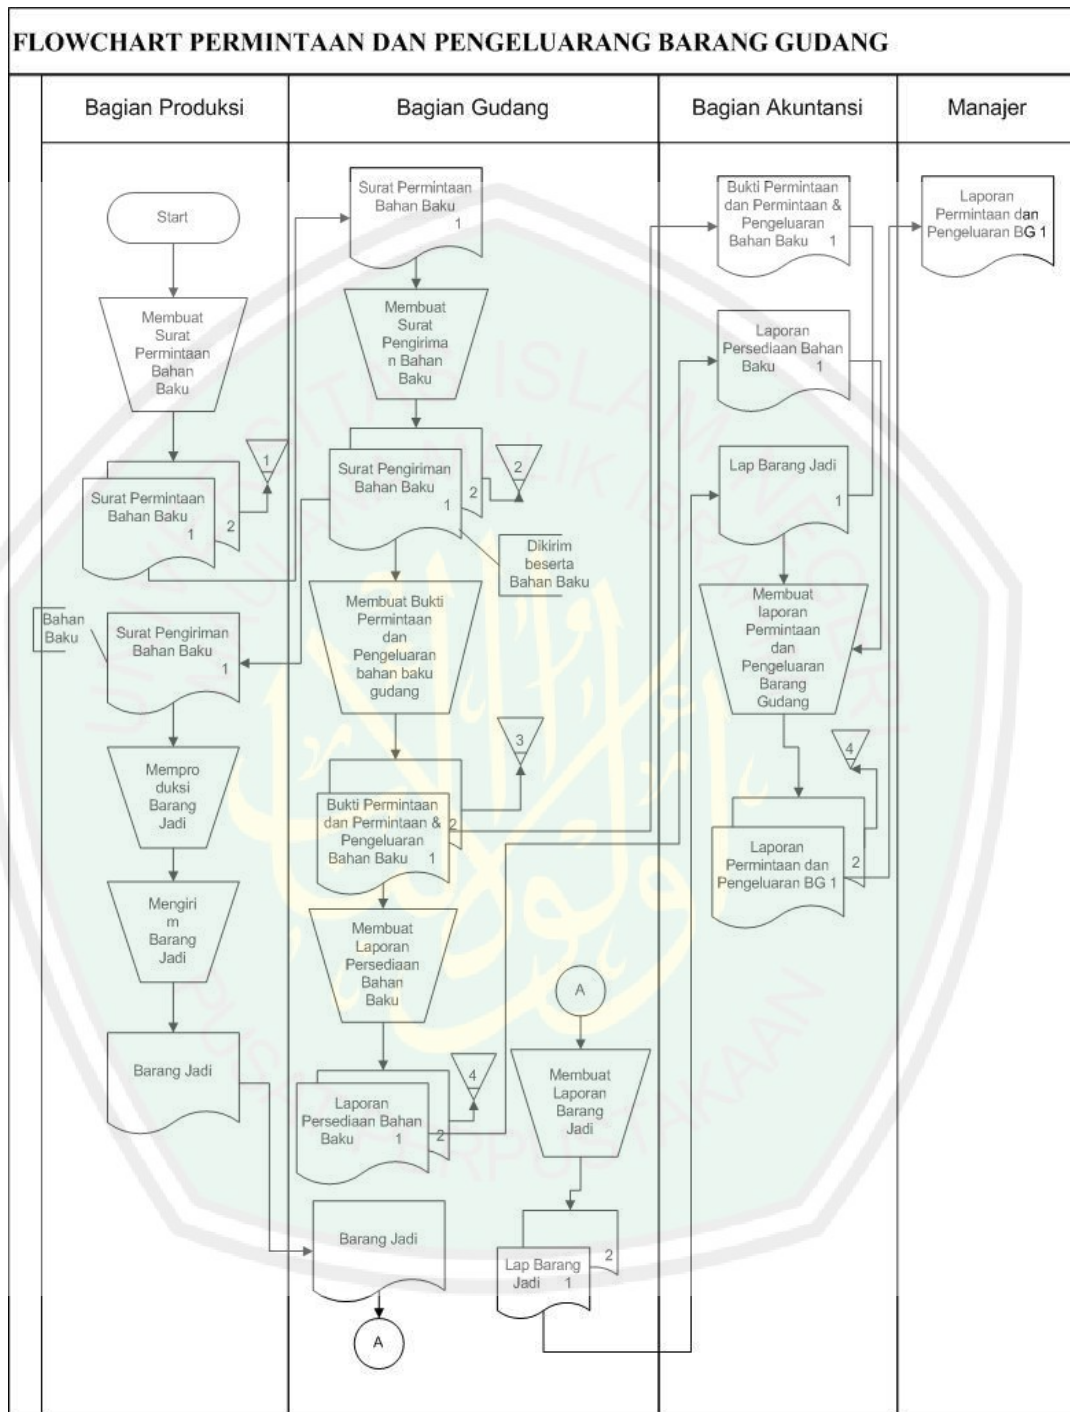 FLOWCHART PERMINTAAN DAN PENGELUARANG BARANG GUDANG
Bagian Produksi
Bagian Gudang
Bagian Akuntansi
Manajer
Start
Membuat
Surat
Permintaan
Bahan
Baku
1
Surat Permintaan
Bahan Baku
1
2
Bahan
Baku
Surat Pengiriman
Bahan Baku
1
Mempro
duksi
Barang
Jadi
Mengiri
m
Barang
Jadi
Barang Jadi
Surat Permintaan
Bahan Baku
1
Membuat
Surat
Pengirima
n Bahan
Baku
2
Surat Pengiriman
Bahan Baku
1
2
Dikirim
beserta
Bahan Baku
Membuat Bukti
Permintaan
dan
Pengeluaran
bahan baku
gudang
3
Bukti Permintaan
dan Permintaan &
Pengeluaran
Bahan Baku 1
2
Membuat
Laporan
Persediaan
Bahan
Baku
4
Laporan
Persediaan Bahan
Baku 1
2
Barang Jadi
A
A
Membuat
Laporan
Barang
Jadi
Lap Barang
Jadi 1
2
Bukti Permintaan
dan Permintaan &
Pengeluaran
Bahan Baku 1
Laporan
Persediaan Bahan
Baku 1
Lap Barang Jadi
1
Membuat
laporan
Permintaan
dan
Pengeluaran
Barang
Gudang
4
Laporan
Permintaan dan
Pengeluaran BG 1
2
Laporan
Permintaan dan
Pengeluaran BG 1
PUSAT PERPUSTAKAAN